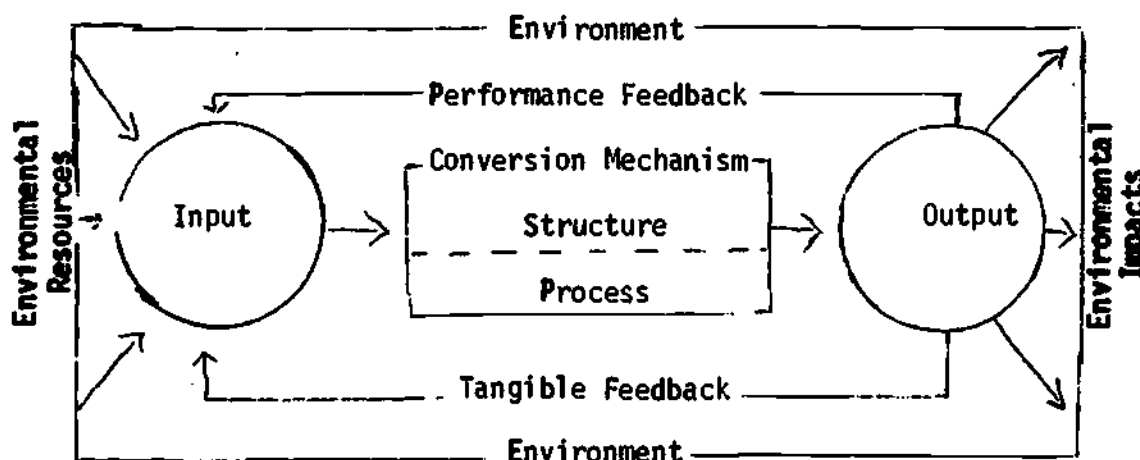 Environment
Performance Feedback
Environmental
Resources
Input
Conversion Mechanism
Structure
Process
Output
Environmental
Impacts
Tangible Feedback
Environment